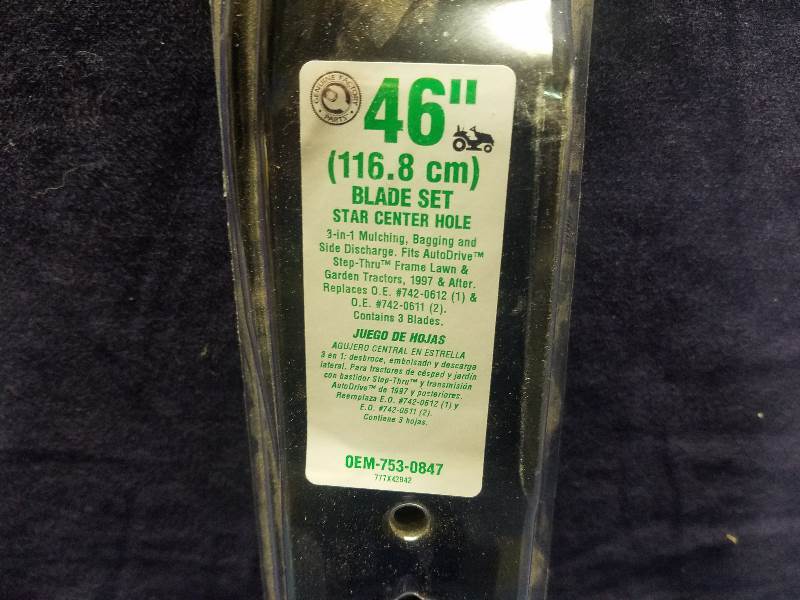 GENUINE FACTORY PARTS
46"
(116.8 cm)
BLADE SET
STAR CENTER HOLE
3-in-1 Mulching, Bagging and
Side Discharge. Fits AutoDrive™
Step-Thru™ Frame Lawn &
Garden Tractors, 1997 & After.
Replaces O.E. #742-0612 (1) &
O.E. #742-0611 (2).
Contains 3 Blades.
JUEGO DE HOJAS
AGUJERO CENTRAL EN ESTRELLA
3 en 1: desbroce, embolsado y descarga
lateral. Para tractores de césped y jardín
con bastidor Step-Thru™ y transmisión
AutoDrive™ de 1997 y posteriores.
Reemplaza E.O. #742-0612 (1) y
E.O. #742-0611 (2).
Contiene 3 hojas.
OEM-753-0847
777X42842